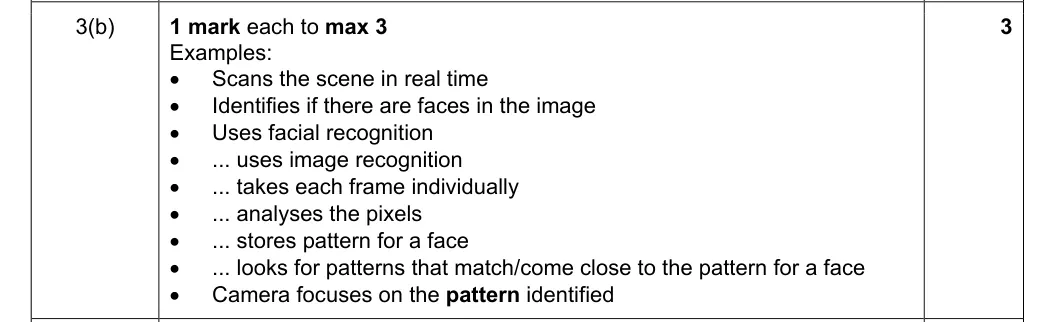 3(b) 1 mark each to max 3 3
Examples:
• Scans the scene in real time
• Identifies if there are faces in the image
• Uses facial recognition
• ... uses image recognition
• ... takes each frame individually
• ... analyses the pixels
• ... stores pattern for a face
• ... looks for patterns that match/come close to the pattern for a face
• Camera focuses on the pattern identified